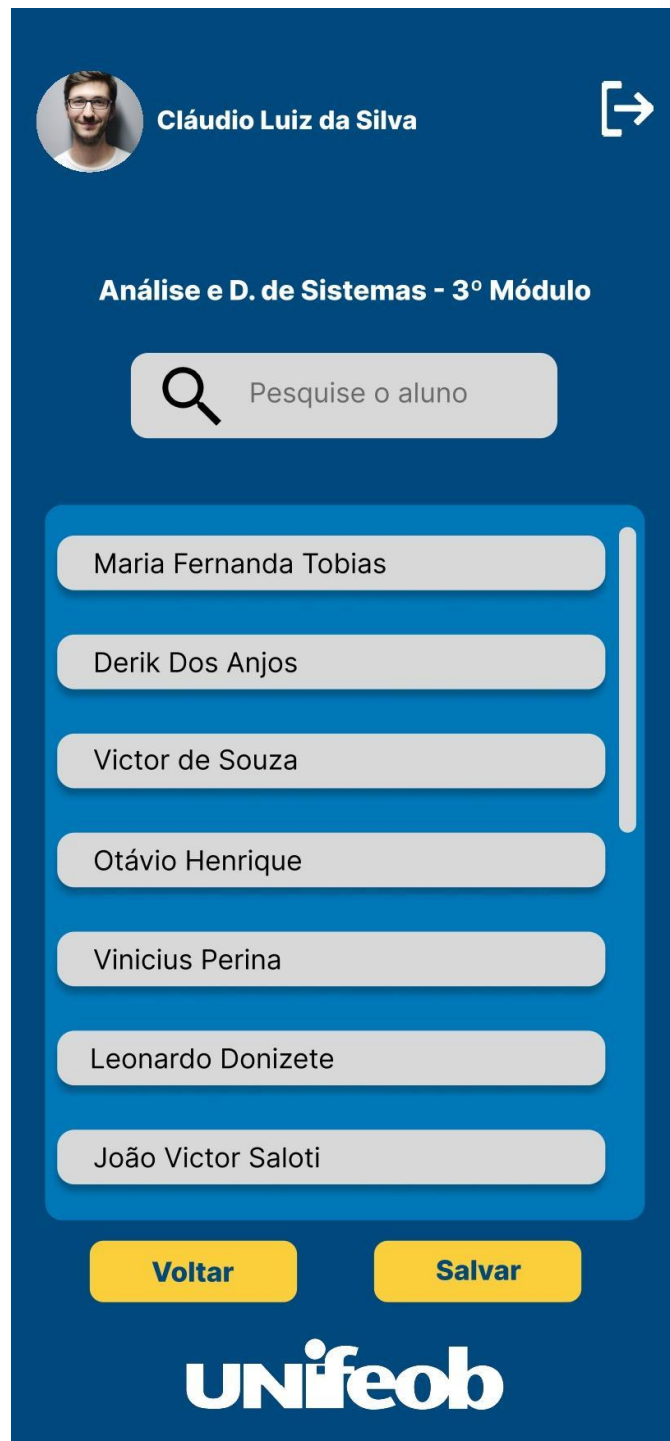 Cláudio Luiz da Silva
Análise e D. de Sistemas - 3º Módulo
Pesquise o aluno
Maria Fernanda Tobias
Derik Dos Anjos
Victor de Souza
Otávio Henrique
Vinicius Perina
Leonardo Donizete
João Victor Saloti
Voltar
Salvar
unifeob